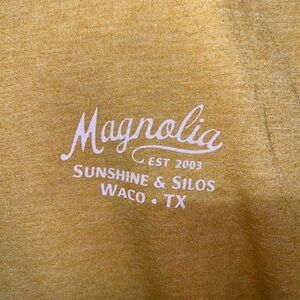 Magnolia
EST 2003
SUNSHINE & SILOS
WACO • TX